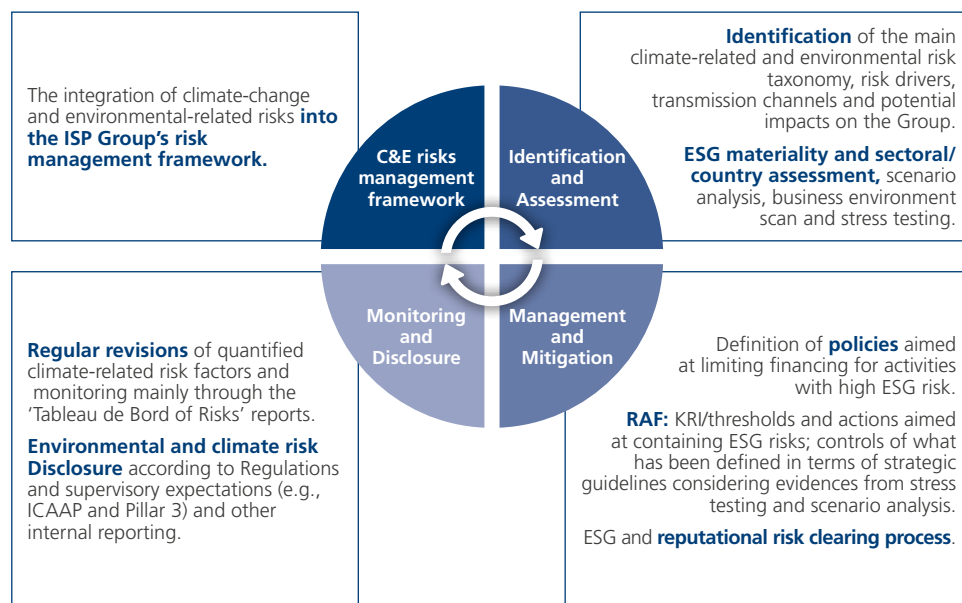 The integration of climate-change
and environmental-related risks into
the ISP Group's risk
management framework.
Identification of the main
climate-related and environmental risk
taxonomy, risk drivers,
transmission channels and potential
impacts on the Group.
ESG materiality and sectoral/
country assessment, scenario
analysis, business environment
scan and stress testing.
C&E risks
management
framework
Identification
and
Assessment
Monitoring
and
Disclosure
Management
and
Mitigation
Regular revisions of quantified
climate-related risk factors and
monitoring mainly through the
'Tableau de Bord of Risks' reports.
Environmental and climate risk
Disclosure according to Regulations
and supervisory expectations (e.g.,
ICAAP and Pillar 3) and other
internal reporting.
Definition of policies aimed
at limiting financing for activities
with high ESG risk.
RAF: KRI/thresholds and actions aimed
at containing ESG risks; controls of what
has been defined in terms of strategic
guidelines considering evidences from stress
testing and scenario analysis.
ESG and reputational risk clearing process.